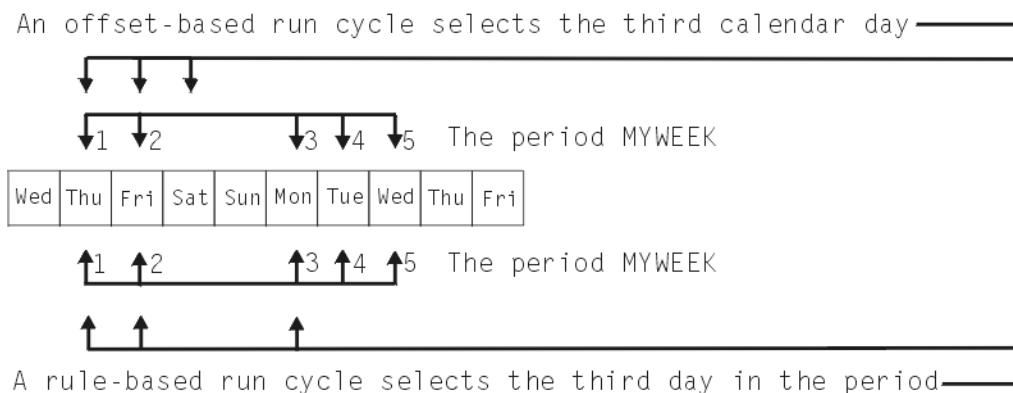 An offset-based run cycle selects the third calendar day
1 2 3 4 5 The period MYWEEK
Wed Thu Fri Sat Sun Mon Tue Wed Thu Fri
1 2 3 4 5 The period MYWEEK
A rule-based run cycle selects the third day in the period